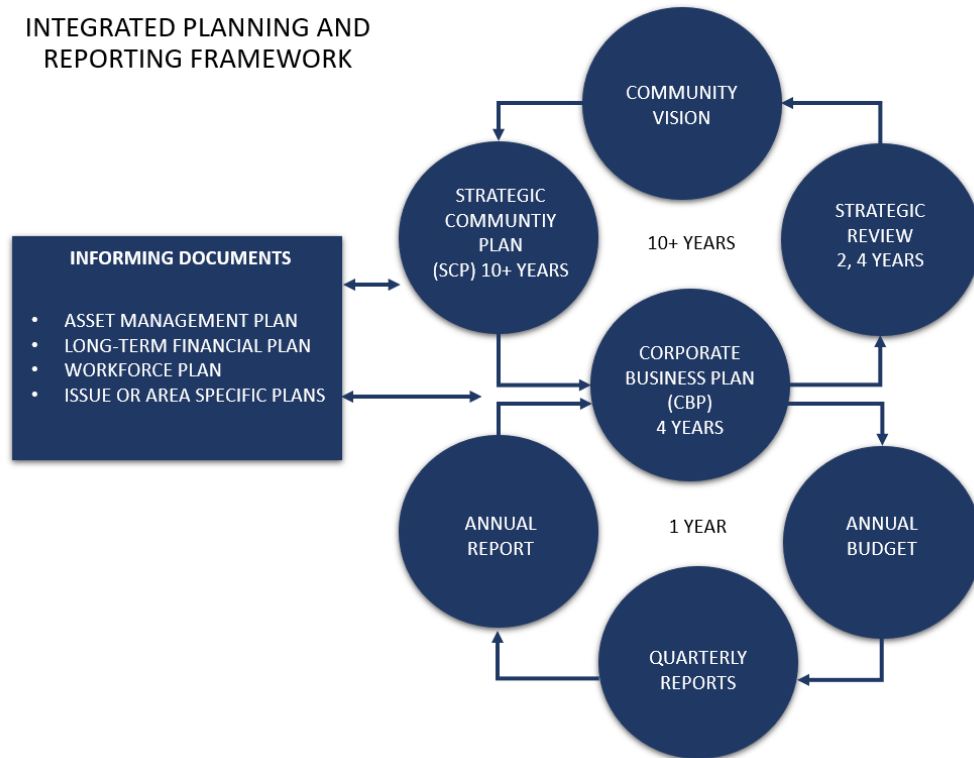 INTEGRATED PLANNING AND
REPORTING FRAMEWORK
COMMUNITY
VISION
STRATEGIC
COMMUNTIY
PLAN
(SCP) 10+ YEARS
10+ YEARS
STRATEGIC
REVIEW
2, 4 YEARS
INFORMING DOCUMENTS
• ASSET MANAGEMENT PLAN
• LONG-TERM FINANCIAL PLAN
• WORKFORCE PLAN
• ISSUE OR AREA SPECIFIC PLANS
CORPORATE
BUSINESS PLAN
(CBP)
4 YEARS
ANNUAL
REPORT
1 YEAR
ANNUAL
BUDGET
QUARTERLY
REPORTS